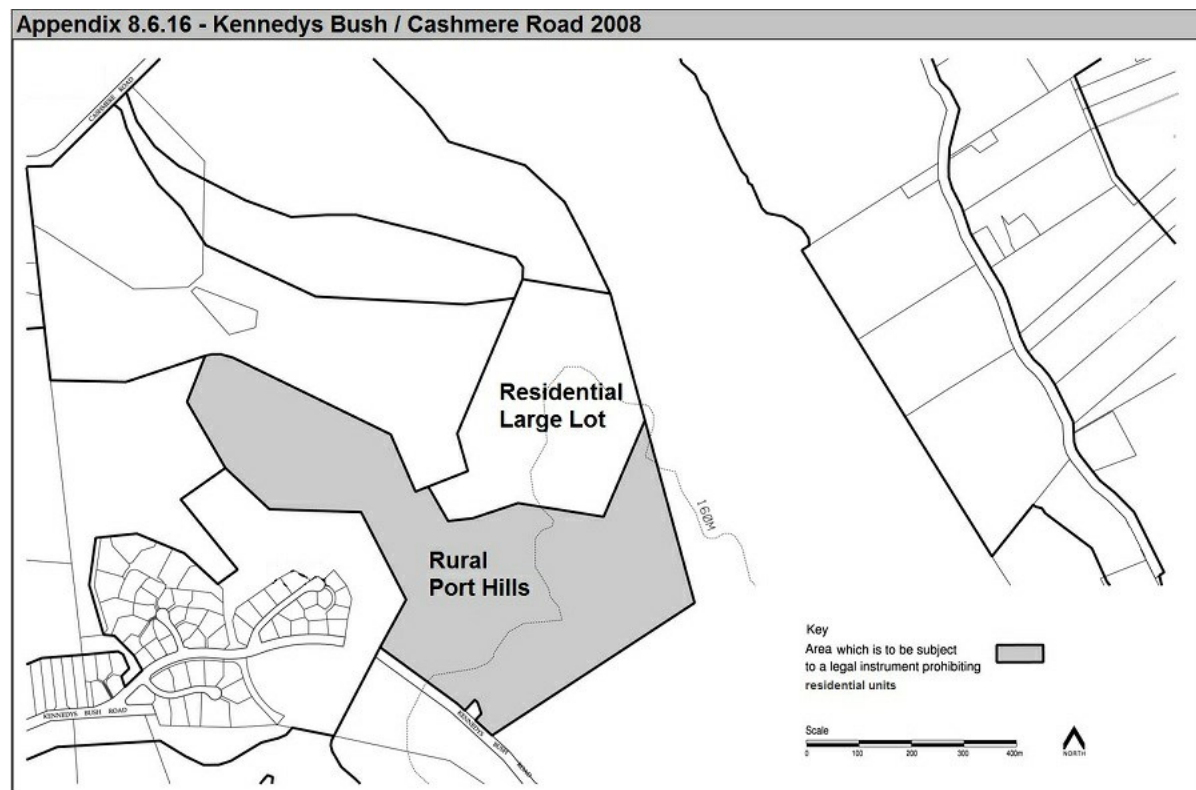 Appendix 8.6.16 - Kennedys Bush / Cashmere Road 2008
CASHMERE ROAD
Residential
Large Lot
160M
Rural
Port Hills
KENNEDYS BUSH ROAD
KENNEDYS BUSH ROAD
Key
Area which is to be subject
to a legal instrument prohibiting
residential units
Scale
0 100 200 300 400m
NORTH